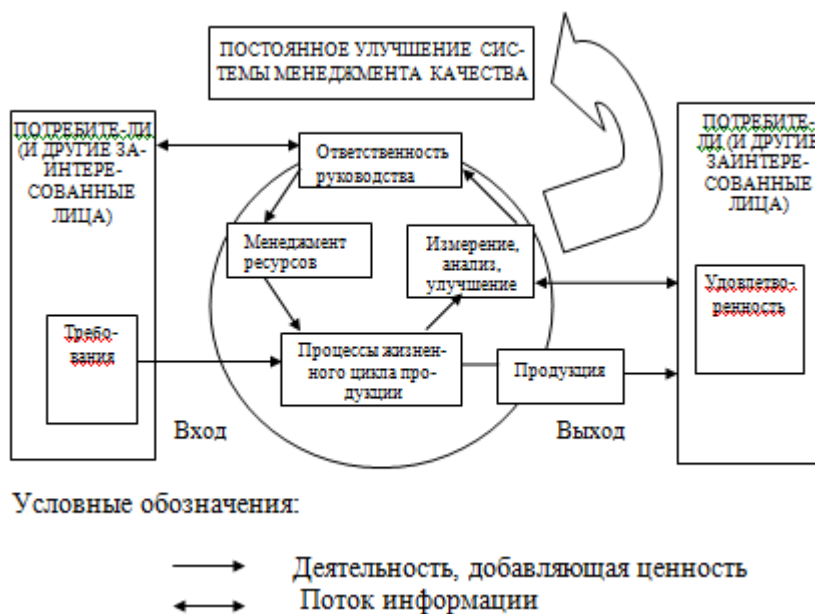 ПОСТОЯННОЕ УЛУЧШЕНИЕ СИС-
ТЕМЫ МЕНЕДЖМЕНТА КАЧЕСТВА
ПОТРЕБИТЕ-ЛИ
(И ДРУГИЕ ЗА-
ИНТЕРЕ-
СОВАННЫЕ
ЛИЦА)
Ответственность
руководства
ПОТРЕБИТЕ-
ЛИ (И ДРУГИЕ
ЗАИНТЕРЕ-
СОВАННЫЕ
ЛИЦА)
Менеджмент
ресурсов
Измерение,
анализ,
улучшение
Удовлетво-
ренность
Требо-
вания
Процессы жизнен-
ного цикла про-
дукции
Продукция
Вход
Выход
Условные обозначения:
Деятельность, добавляющая ценность
Поток информации